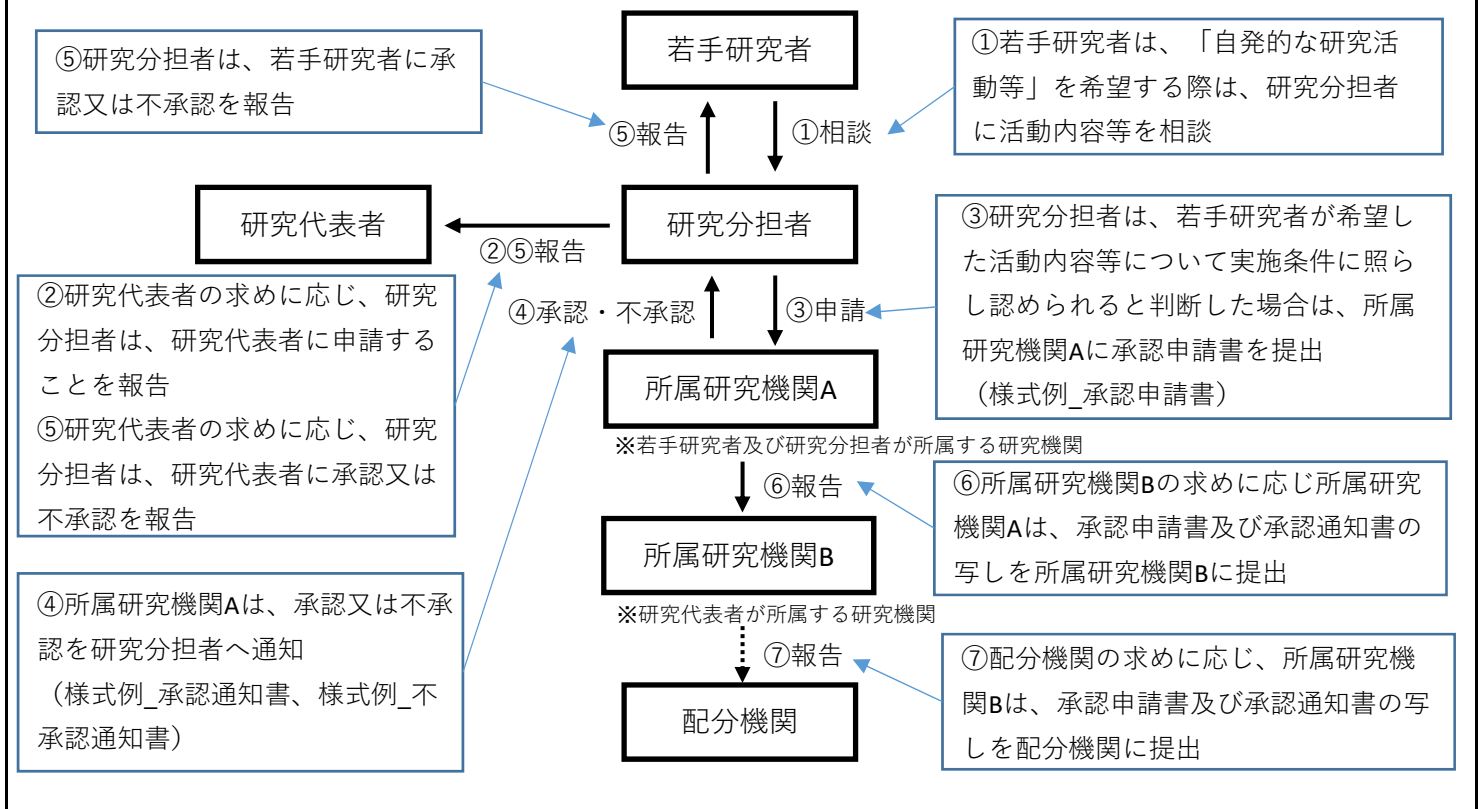 若手研究者
⑤研究分担者は、若手研究者に承
認又は不承認を報告
①若手研究者は、「自発的な研究活
動等」を希望する際は、研究分担者
に活動内容等を相談
⑤報告
①相談
研究代表者
研究分担者
②⑤報告
③研究分担者は、若手研究者が希望し
た活動内容等について実施条件に照ら
し認められると判断した場合は、所属
研究機関Aに承認申請書を提出
（様式例_承認申請書）
②研究代表者の求めに応じ、研究
分担者は、研究代表者に申請する
ことを報告
⑤研究代表者の求めに応じ、研究
分担者は、研究代表者に承認又は
不承認を報告
④承認・不承認
③申請
所属研究機関A
※若手研究者及び研究分担者が所属する研究機関
⑥報告
⑥所属研究機関Bの求めに応じ所属研究
機関Aは、承認申請書及び承認通知書の
写しを所属研究機関Bに提出
所属研究機関B
※研究代表者が所属する研究機関
④所属研究機関Aは、承認又は不承
認を研究分担者へ通知
（様式例_承認通知書、様式例_不
承認通知書）
⑦報告
⑦配分機関の求めに応じ、所属研究機
関Bは、承認申請書及び承認通知書の写
しを配分機関に提出
配分機関